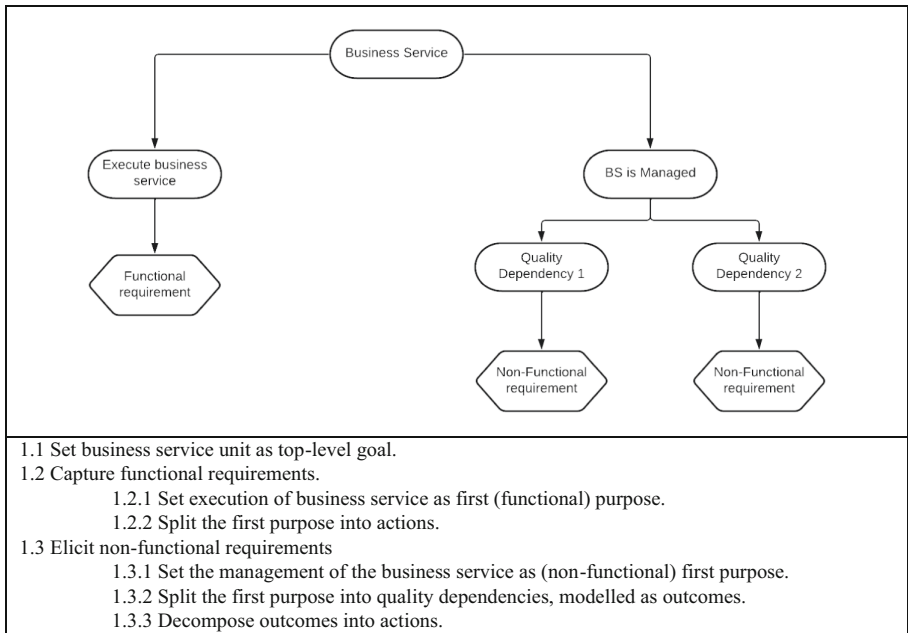 Business Service
Execute business
service
BS is Managed
Functional
requirement
Quality
Dependency 1
Quality
Dependency 2
Non-Functional
requirement
Non-Functional
requirement
1.1 Set business service unit as top-level goal.
1.2 Capture functional requirements.
1.2.1 Set execution of business service as first (functional) purpose.
1.2.2 Split the first purpose into actions.
1.3 Elicit non-functional requirements
1.3.1 Set the management of the business service as (non-functional) first purpose.
1.3.2 Split the first purpose into quality dependencies, modelled as outcomes.
1.3.3 Decompose outcomes into actions.